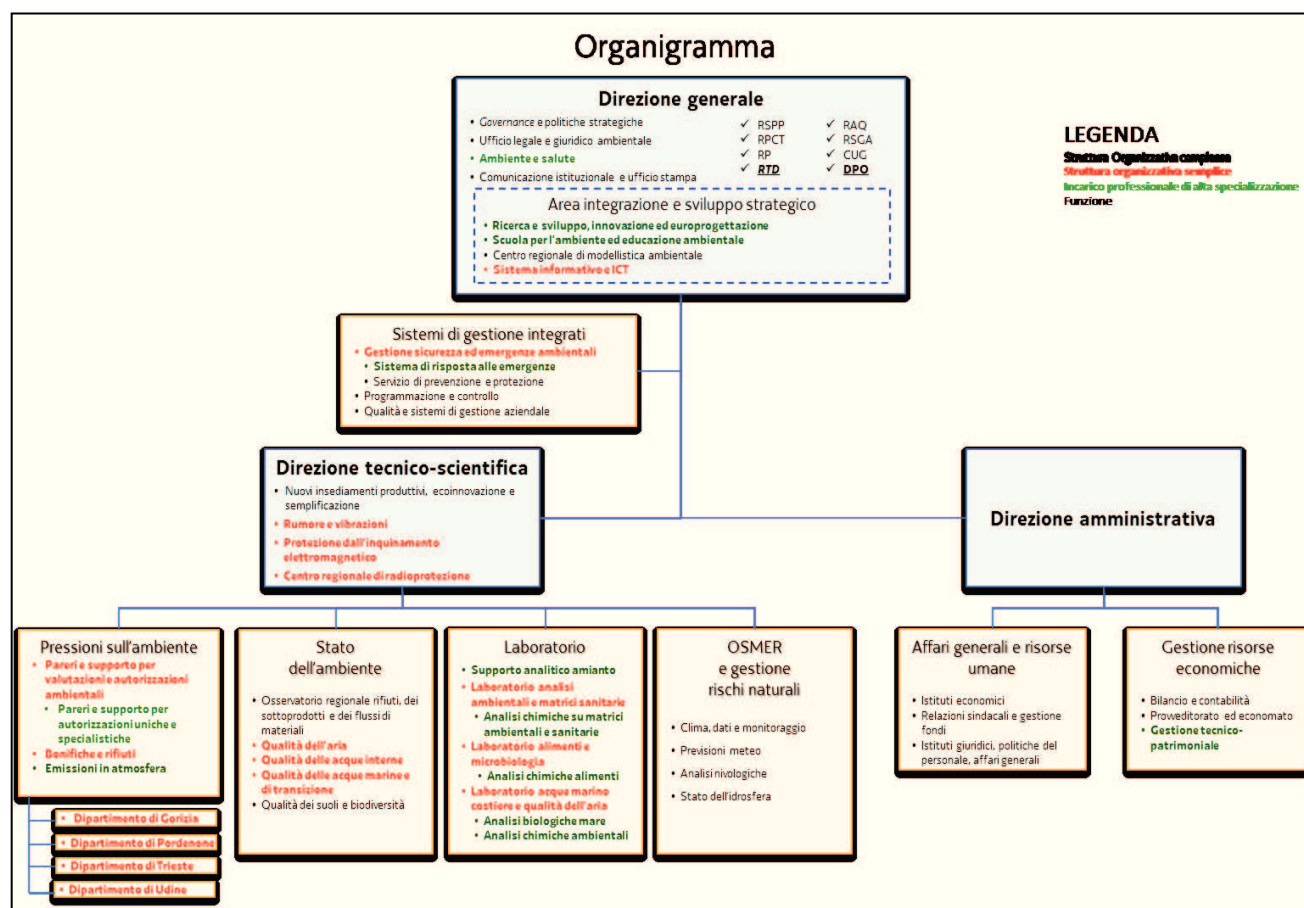 Organigramma
Direzione generale
• Governance e politiche strategiche
• Ufficio legale e giuridico ambientale
• Ambiente e salute
• Comunicazione istituzionale e ufficio stampa
✓ RSPP
✓ RPCT
✓ RP
✓ RTD
✓ RAQ
✓ RSGA
✓ CUG
✓ DPO
Area integrazione e sviluppo strategico
• Ricerca e sviluppo, innovazione ed europrogettazione
• Scuola per l'ambiente ed educazione ambientale
• Centro regionale di modellistica ambientale
• Sistema informativo e ICT
LEGENDA
Struttura Organizzativa complessa
Struttura organizzativa semplice
Incarico professionale di alta specializzazione
Funzione
Sistemi di gestione integrati
• Gestione sicurezza ed emergenze ambientali
• Sistema di risposta alle emergenze
• Servizio di prevenzione e protezione
• Programmazione e controllo
• Qualità e sistemi di gestione aziendale
Direzione tecnico-scientifica
• Nuovi insediamenti produttivi, ecoinnovazione e
semplificazione
• Rumore e vibrazioni
• Protezione dall'inquinamento
elettromagnetico
• Centro regionale di radioprotezione
Direzione amministrativa
Pressioni sull'ambiente
• Pareri e supporto per
valutazioni e autorizzazioni
ambientali
• Pareri e supporto per
autorizzazioni uniche e
specialistiche
• Bonifiche e rifiuti
• Emissioni in atmosfera
• Dipartimento di Gorizia
• Dipartimento di Pordenone
• Dipartimento di Trieste
• Dipartimento di Udine
Stato
dell'ambiente
• Osservatorio regionale rifiuti, dei
sottoprodotti e dei flussi di
materiali
• Qualità dell'aria
• Qualità delle acque interne
• Qualità delle acque marine e
di transizione
• Qualità dei suoli e biodiversità
Laboratorio
• Supporto analitico amianto
• Laboratorio analisi
ambientali e matrici sanitarie
• Analisi chimiche su matrici
ambientali e sanitarie
• Laboratorio alimenti e
microbiologia
• Analisi chimiche alimenti
• Laboratorio acque marino
costiere e qualità dell'aria
• Analisi biologiche mare
• Analisi chimiche ambientali
OSMER
e gestione
rischi naturali
• Clima, dati e monitoraggio
• Previsioni meteo
• Analisi nivologiche
• Stato dell'idrosfera
Affari generali e risorse
umane
• Istituti economici
• Relazioni sindacali e gestione
fondi
• Istituti giuridici, politiche del
personale, affari generali
Gestione risorse
economiche
• Bilancio e contabilità
• Provveditorato ed economato
• Gestione tecnico-
patrimoniale